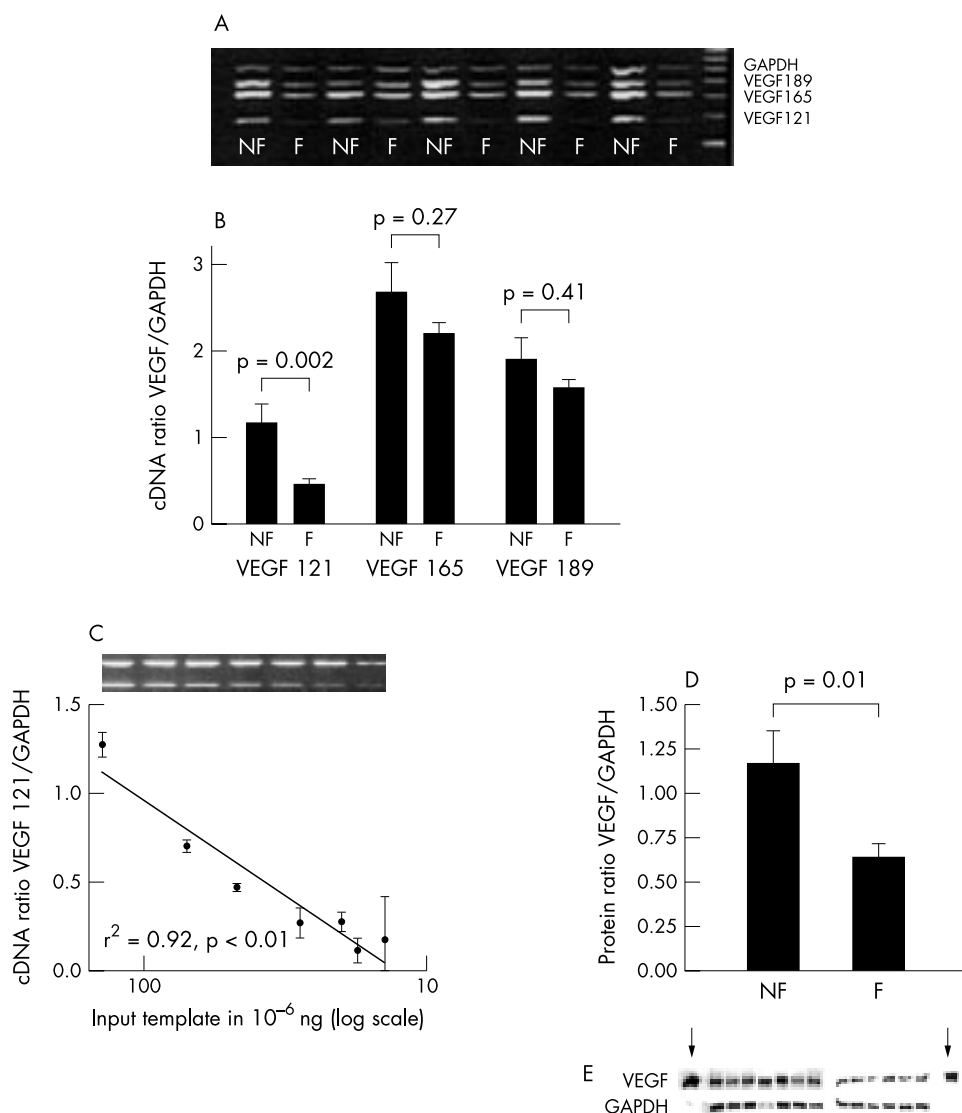 A
GAPDH
VEGF189
VEGF165
VEGF121
NF F NF F NF F NF F NF F
B
cDNA ratio VEGF/GAPDH
3
2
1
0
p = 0.002
p = 0.27
p = 0.41
NF F NF F NF F
VEGF 121 VEGF 165 VEGF 189
C
cDNA ratio VEGF 121/GAPDH
1.5
1.0
0.5
0.0
r² = 0.92, p < 0.01
100 10
Input template in 10⁻⁶ ng (log scale)
D
p = 0.01
Protein ratio VEGF/GAPDH
1.50
1.25
1.00
0.75
0.50
0.25
0.00
NF F
E VEGF
GAPDH